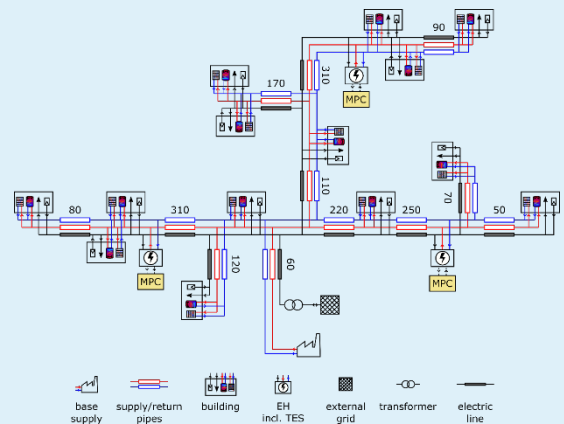 90
310
170
MPC
110
70
80
310
220
250
50
120
60
MPC
MPC
base
supply
supply/return
pipes
building
EH
incl. TES
external
grid
transformer
electric
line